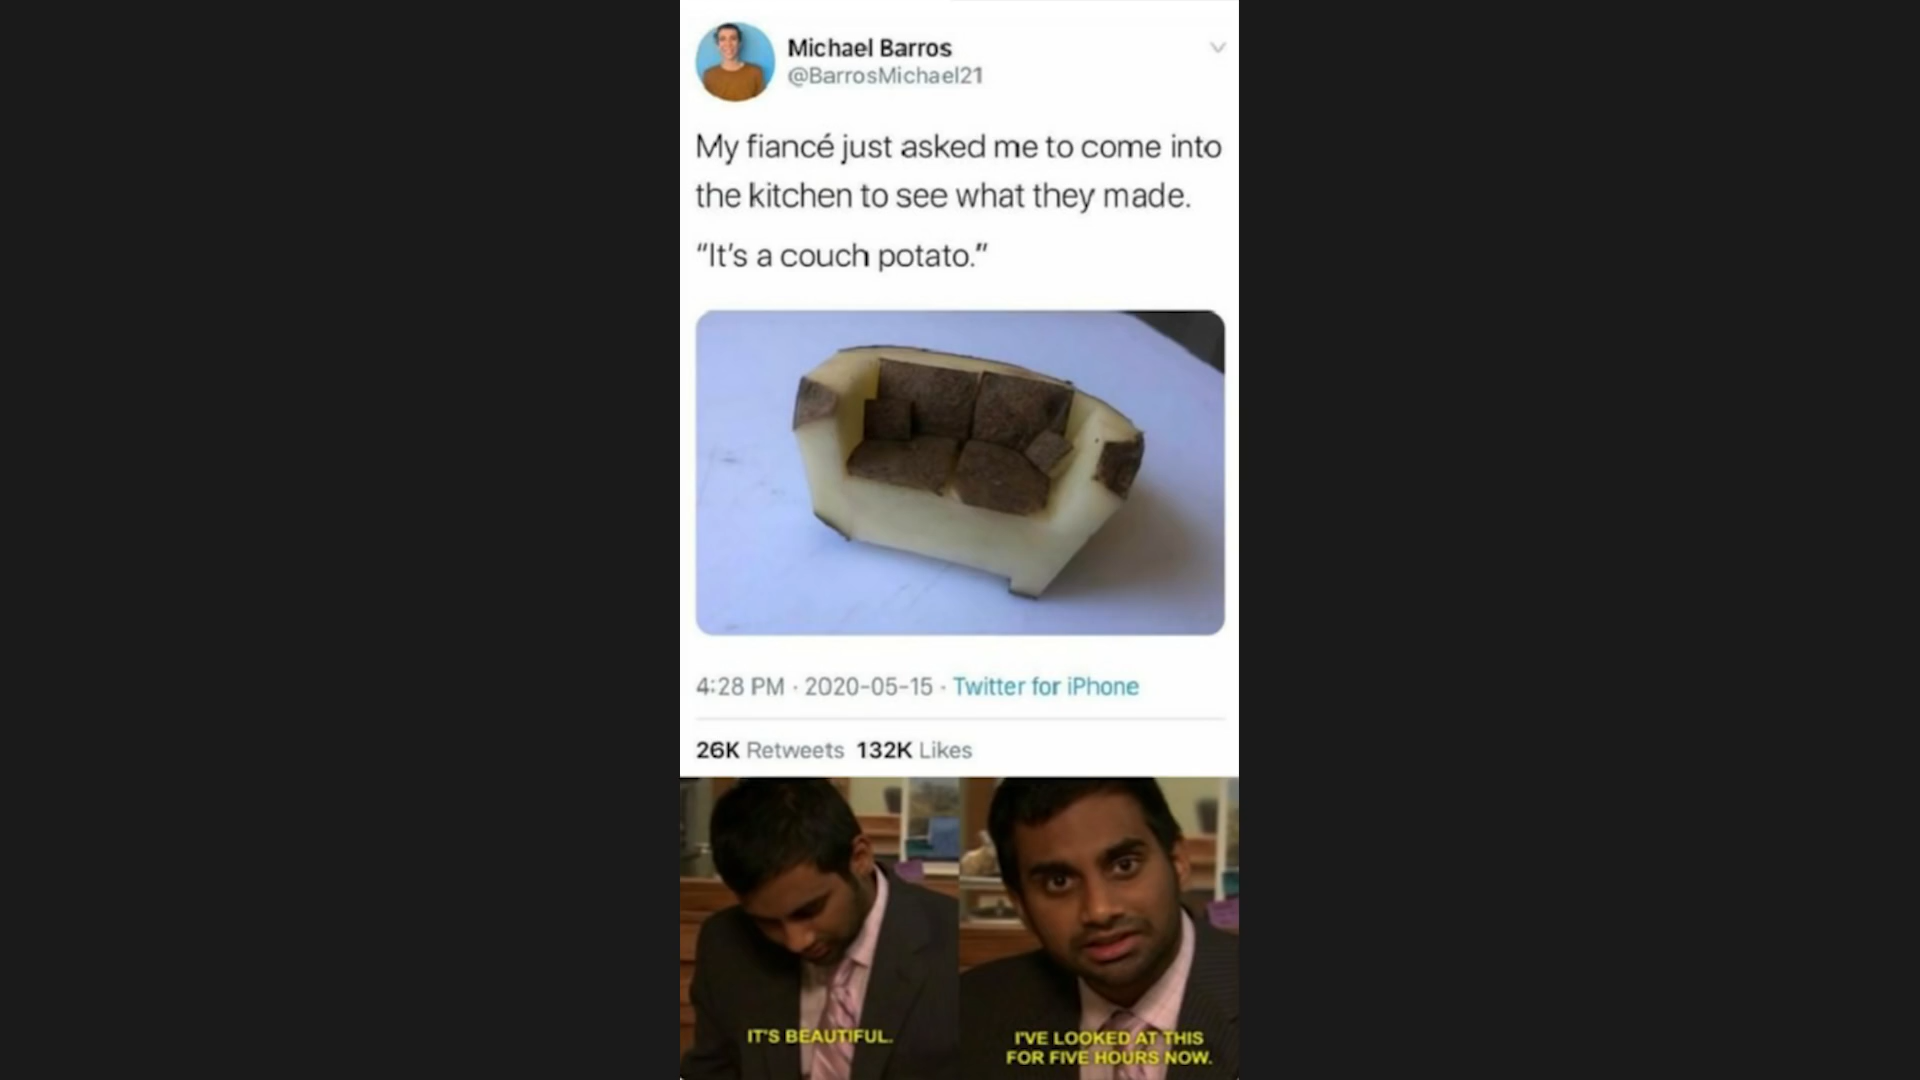 Michael Barros
@BarrosMichael21
My fiancé just asked me to come into
the kitchen to see what they made.
“It’s a couch potato.”
4:28 PM · 2020-05-15 · Twitter for iPhone
26K Retweets 132K Likes
IT'S BEAUTIFUL.
I'VE LOOKED AT THIS
FOR FIVE HOURS NOW.